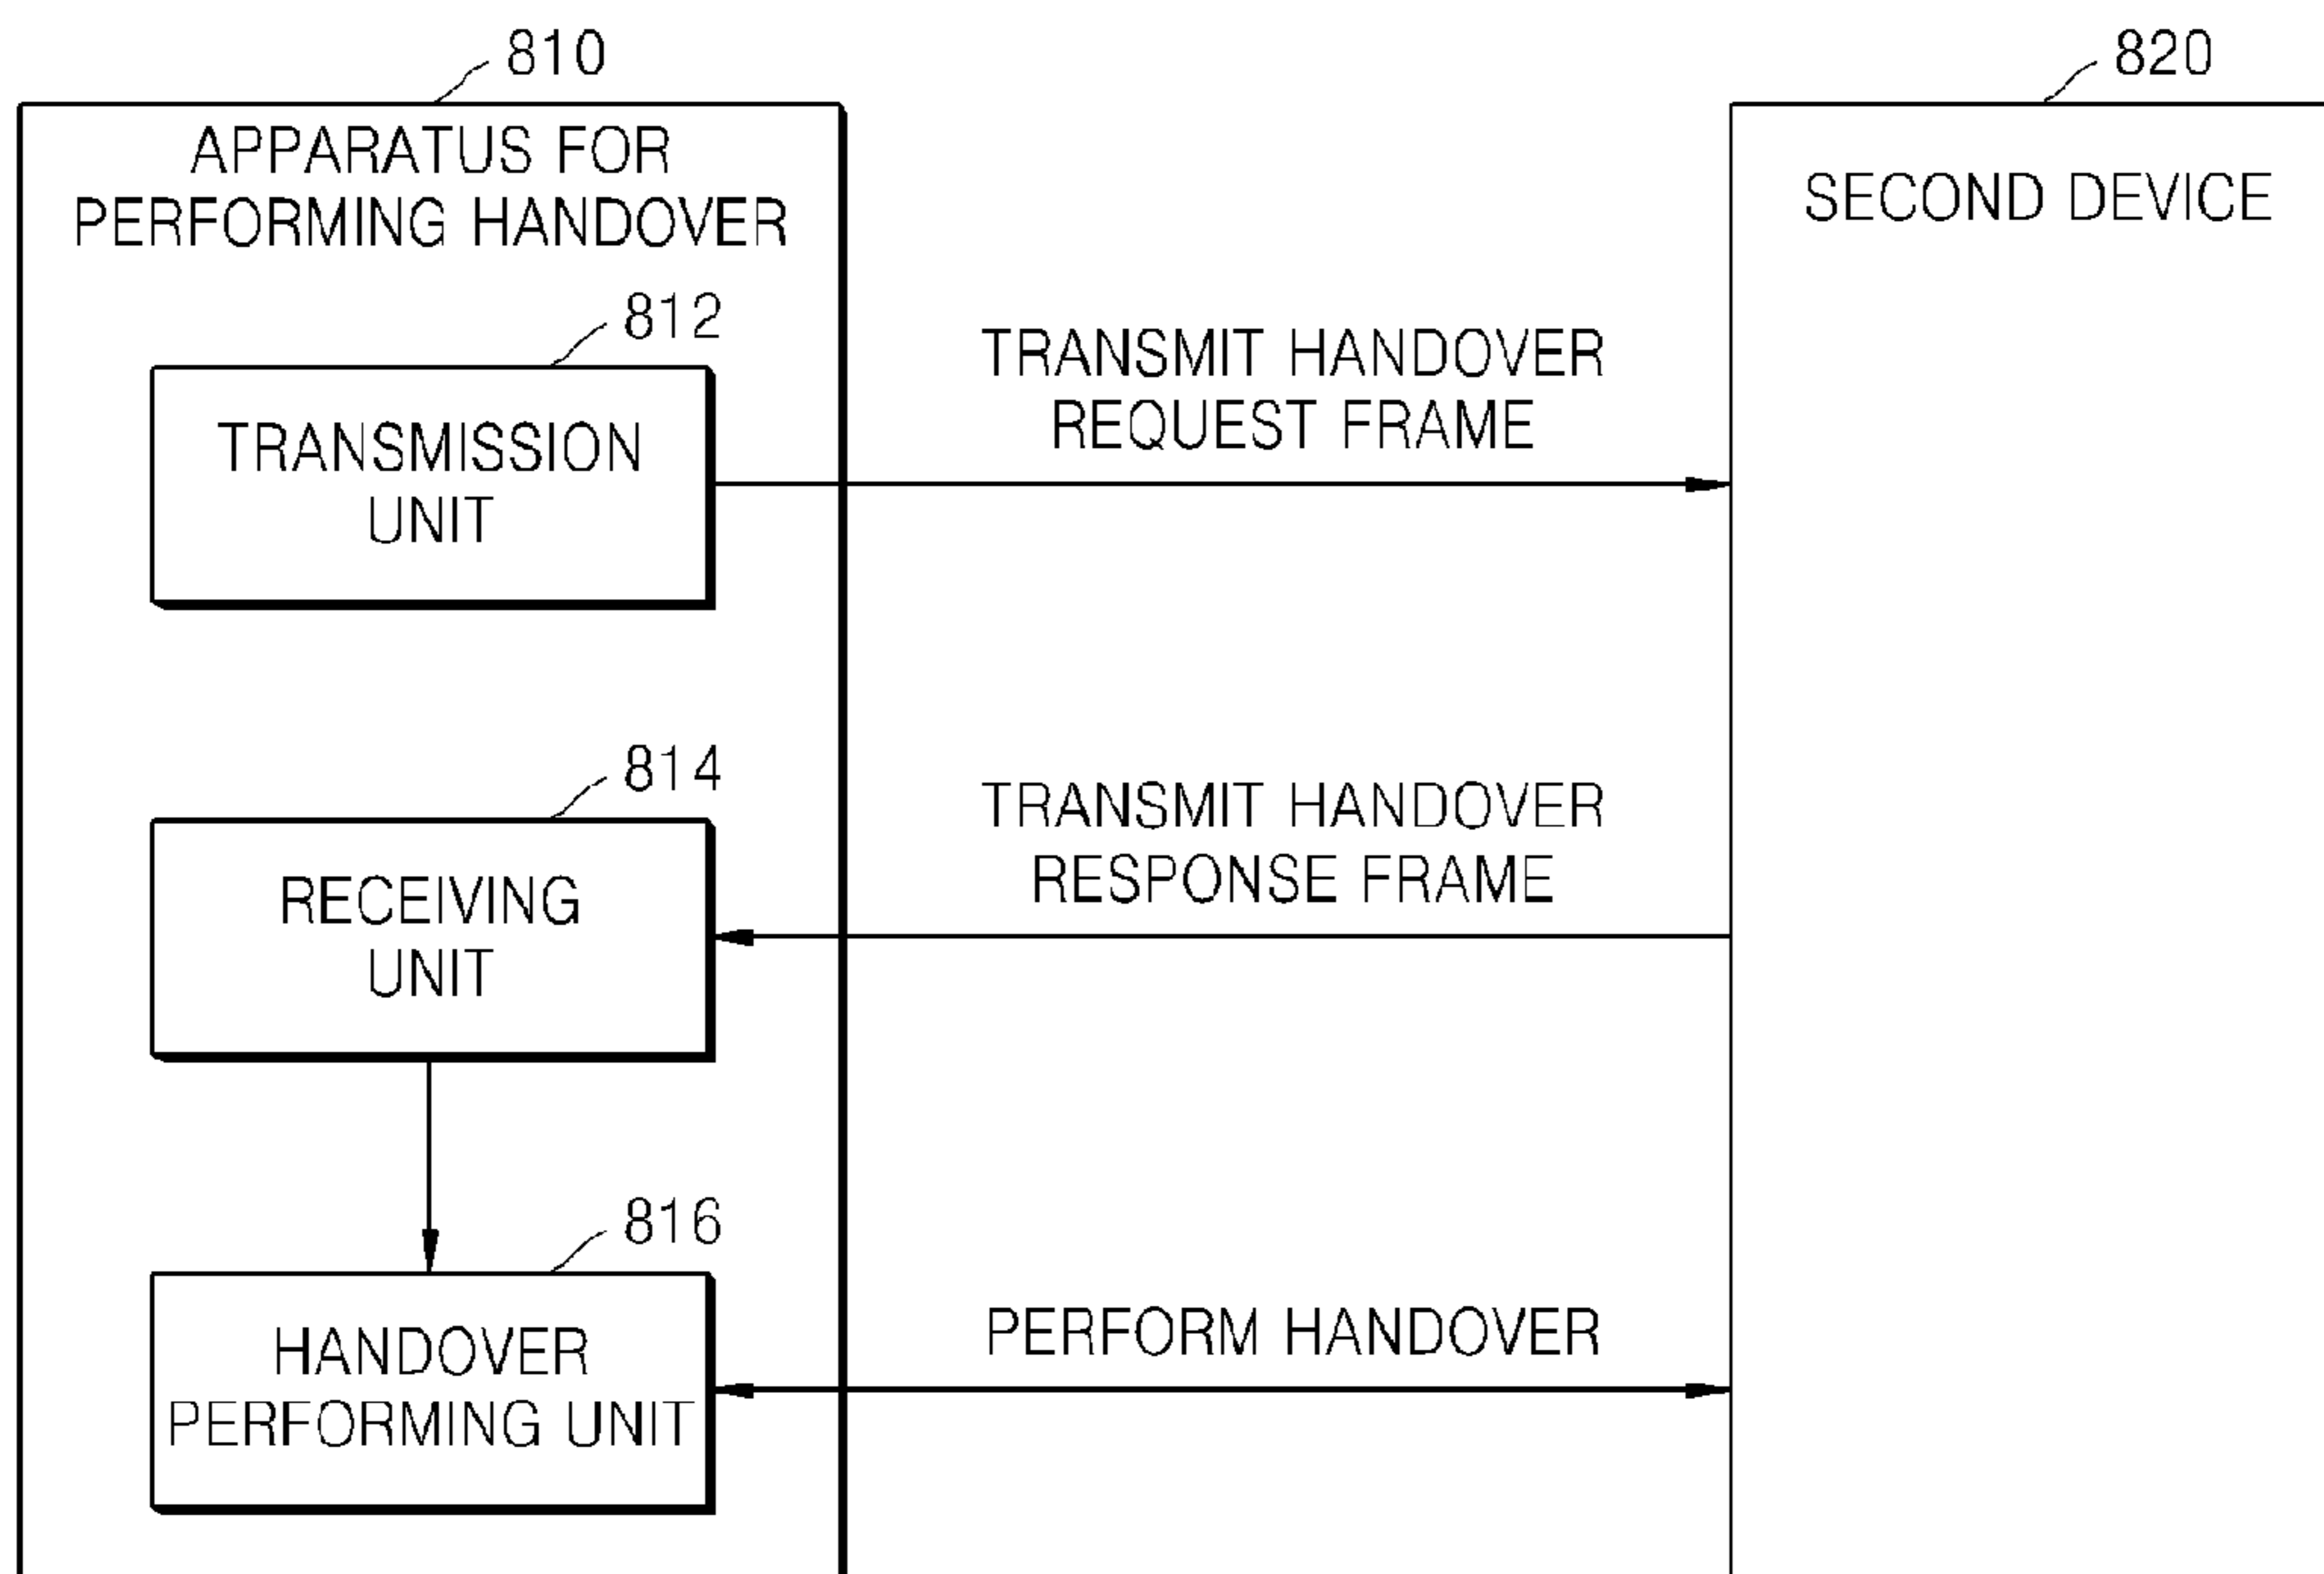 810
820
APPARATUS FOR
PERFORMING HANDOVER
SECOND DEVICE
812
TRANSMISSION
UNIT
TRANSMIT HANDOVER
REQUEST FRAME
814
RECEIVING
UNIT
TRANSMIT HANDOVER
RESPONSE FRAME
816
HANDOVER
PERFORMING UNIT
PERFORM HANDOVER